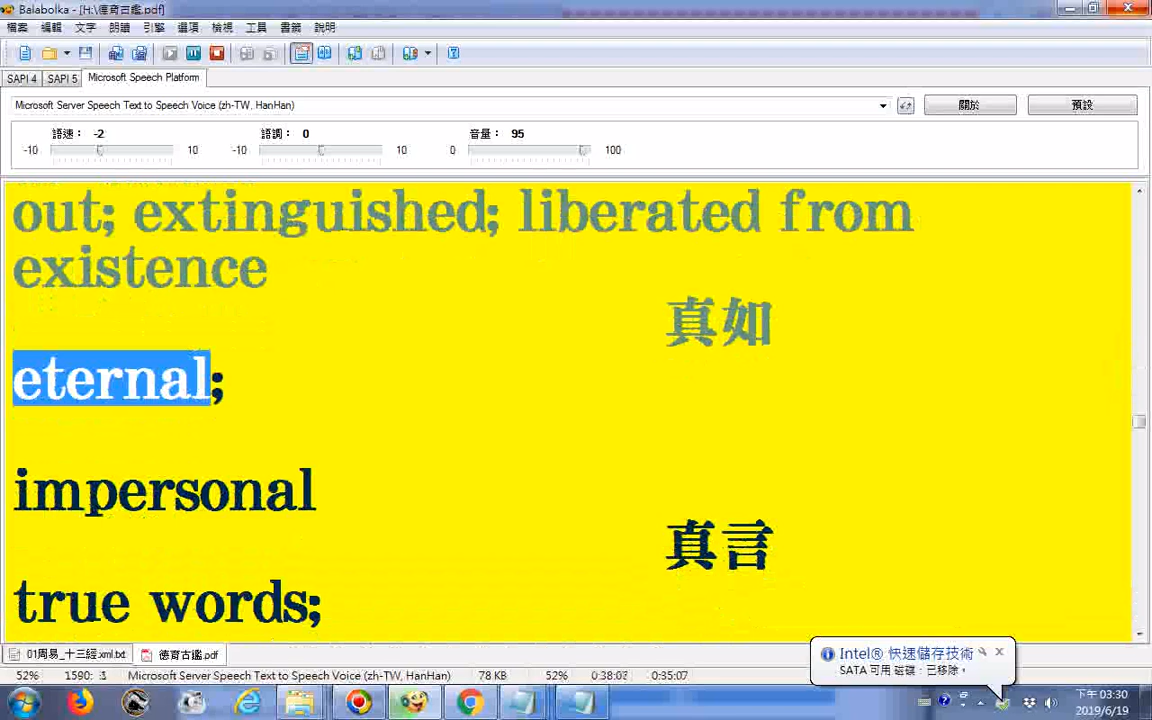 Balabolka - [H:\德育古鑑.pdf]
檔案 編輯 文字 朗讀 引擎 選項 檢視 工具 書籤 說明
SAPI 4 SAPI 5 Microsoft Speech Platform
Microsoft Server Speech Text to Speech Voice (zh-TW, HanHan) 關於 預設
語速： -2 語調： 0 音量： 95
-10 10 -10 10 0 100
out; extinguished; liberated from
existence
真如
eternal;
impersonal
真言
true words;
01周易_十三經.xml.txt 德育古鑑.pdf
Intel® 快速儲存技術
SATA 可用 磁碟：已移除。
52% 1590: 1 Microsoft Server Speech Text to Speech Voice (zh-TW, HanHan) 78 KB 52% 0:38:07 0:35:07
下午 03:30
2019/6/19